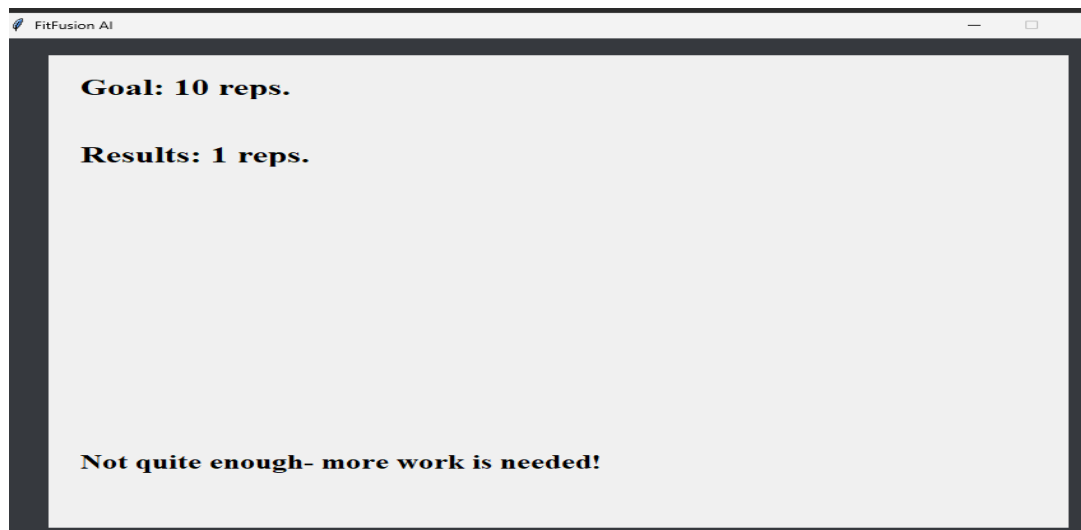 FitFusion AI
Goal: 10 reps.
Results: 1 reps.
Not quite enough- more work is needed!